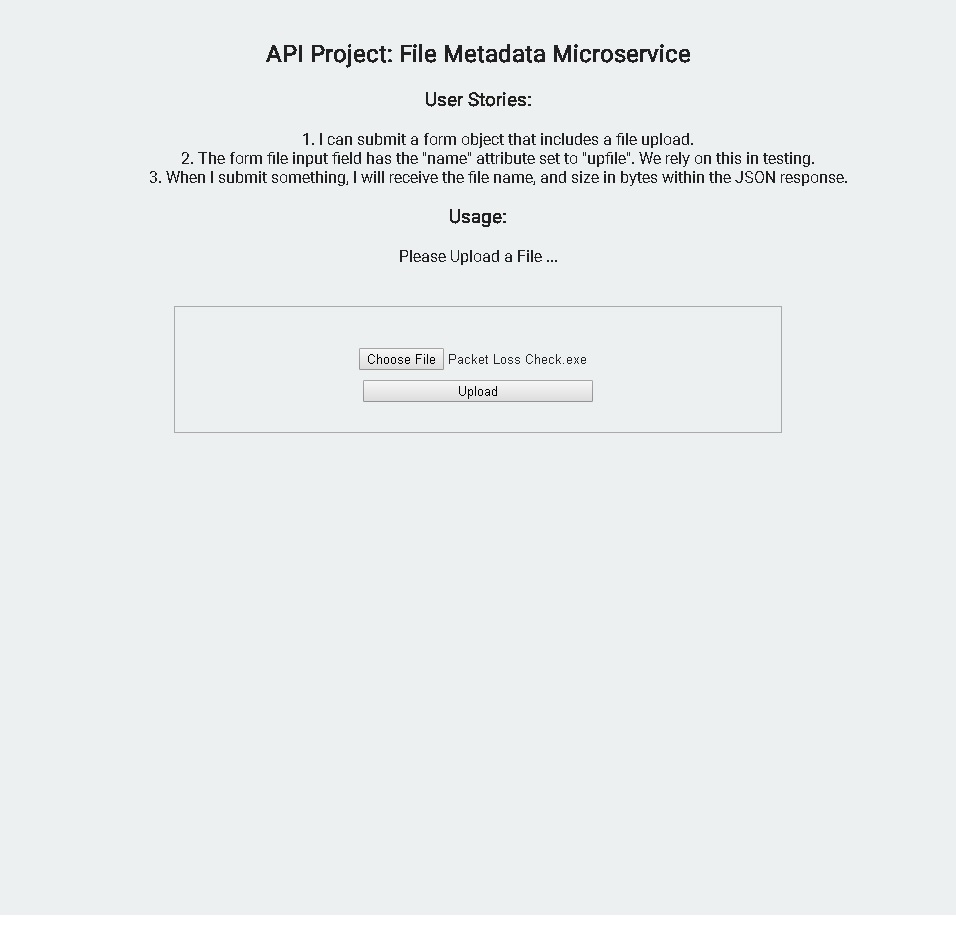 API Project: File Metadata Microservice
User Stories:
1. I can submit a form object that includes a file upload.
2. The form file input field has the "name" attribute set to "upfile". We rely on this in testing.
3. When I submit something, I will receive the file name, and size in bytes within the JSON response.
Usage:
Please Upload a File ...
Choose File Packet Loss Check.exe
Upload